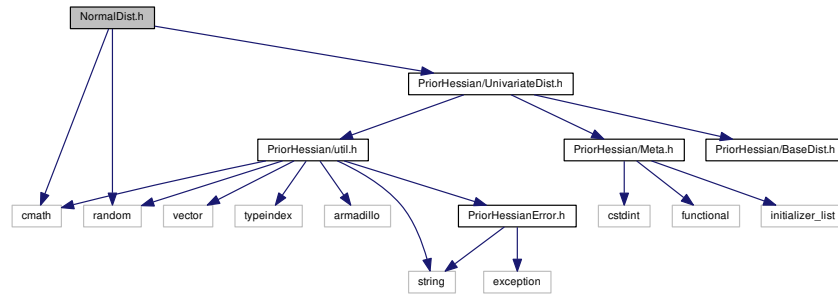 NormalDist.h
PriorHessian/UnivariateDist.h
PriorHessian/util.h
PriorHessian/Meta.h
PriorHessian/BaseDist.h
cmath
random
vector
typeindex
armadillo
PriorHessianError.h
cstdint
functional
initializer_list
string
exception